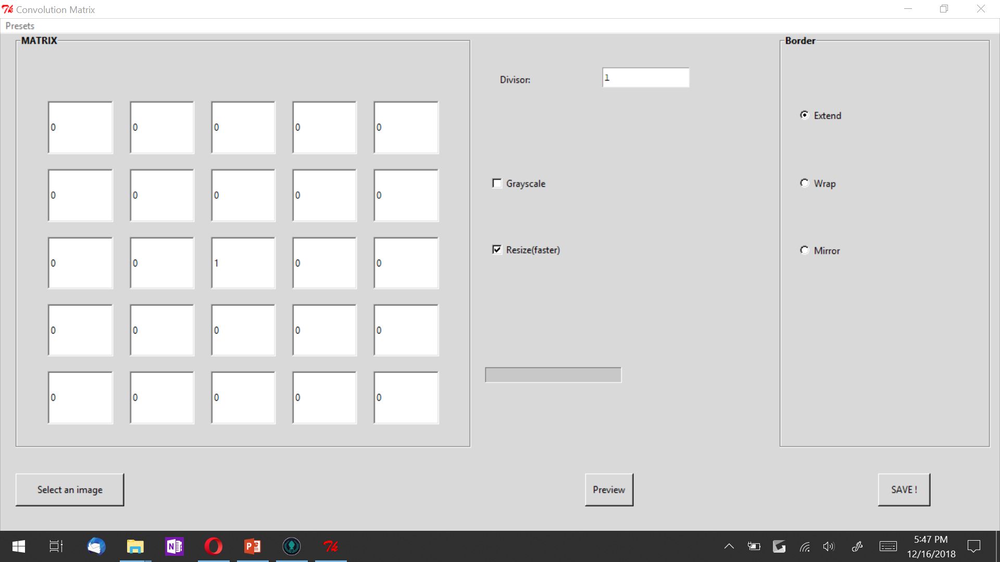 Convolution Matrix
Presets
MATRIX
Border
Divisor:
1
0 0 0 0 0
Extend
0 0 0 0 0
Grayscale
Wrap
0 0 1 0 0
Resize(faster)
Mirror
0 0 0 0 0
0 0 0 0 0
Select an image
Preview
SAVE !
5:47 PM
12/16/2018